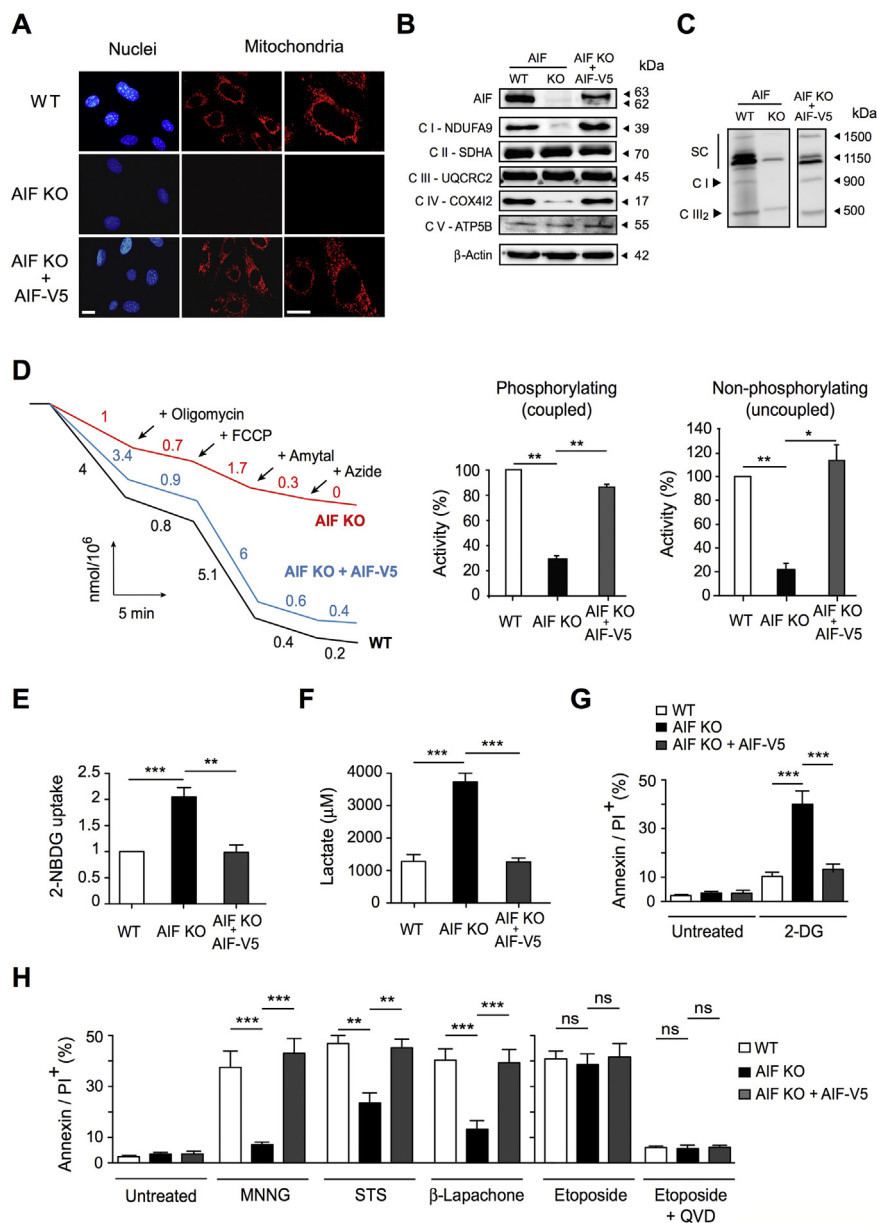 A
Nuclei
Mitochondria
WT
AIF KO
AIF KO
+
AIF-V5
B
AIF
AIF KO
+
AIF-V5
WT KO
kDa
AIF
63
62
C I - NDUFA9
39
C II - SDHA
70
C III - UQCRC2
45
C IV - COX4I2
17
C V - ATP5B
55
β-Actin
42
C
AIF
AIF KO
+
AIF-V5
WT KO
kDa
SC
C I
C III2
1500
1150
900
500
D
1
+ Oligomycin
0.7
+ FCCP
1.7
+ Amytal
0.3
+ Azide
0
AIF KO
3.4
0.9
6
AIF KO + AIF-V5
0.6
0.4
4
0.8
5.1
0.4
0.2
WT
nmol/10⁶
5 min
Phosphorylating
(coupled)
**
**
Activity (%)
100
80
60
40
20
0
WT
AIF KO
AIF KO
+
AIF-V5
Non-phosphorylating
(uncoupled)
**
*
Activity (%)
140
120
100
80
60
40
20
0
WT
AIF KO
AIF KO
+
AIF-V5
E
2-NBDG uptake
2.5
2
1.5
1
0.5
0
***
**
WT
AIF KO
AIF KO
+
AIF-V5
F
Lactate (μM)
4000
3000
2000
1000
0
***
***
WT
AIF KO
AIF KO
+
AIF-V5
G
WT
AIF KO
AIF KO + AIF-V5
Annexin / PI⁺ (%)
50
40
30
10
0
***
***
Untreated
2-DG
H
Annexin / PI⁺ (%)
50
30
10
0
***
***
**
**
***
***
ns
ns
ns
ns
WT
AIF KO
AIF KO + AIF-V5
Untreated
MNNG
STS
β-Lapachone
Etoposide
Etoposide
+ QVD